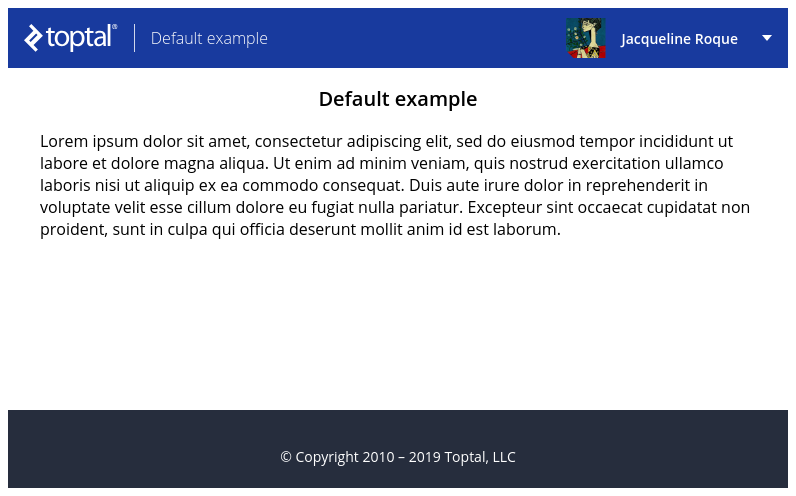 toptal®
Default example
Jacqueline Roque
Default example
Lorem ipsum dolor sit amet, consectetur adipiscing elit, sed do eiusmod tempor incididunt ut
labore et dolore magna aliqua. Ut enim ad minim veniam, quis nostrud exercitation ullamco
laboris nisi ut aliquip ex ea commodo consequat. Duis aute irure dolor in reprehenderit in
voluptate velit esse cillum dolore eu fugiat nulla pariatur. Excepteur sint occaecat cupidatat non
proident, sunt in culpa qui officia deserunt mollit anim id est laborum.
© Copyright 2010 – 2019 Toptal, LLC